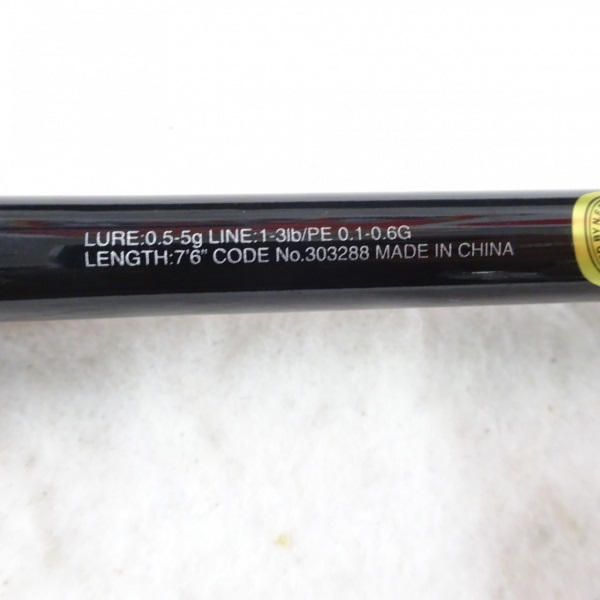 LURE:0.5-5g LINE:1-3lb/PE 0.1-0.6G
LENGTH:7'6" CODE No.303288 MADE IN CHINA